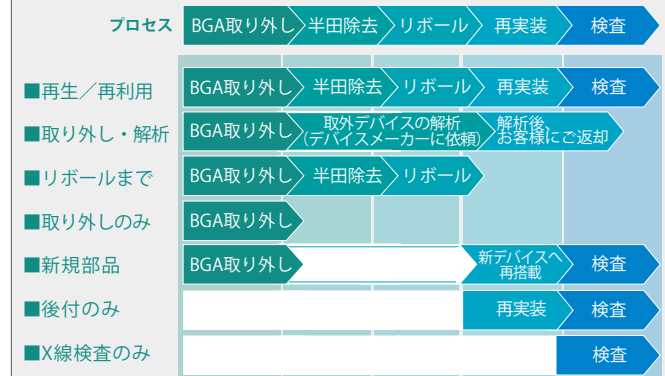 プロセス BGA取り外し 半田除去 リボール 再実装 検査
■再生／再利用 BGA取り外し 半田除去 リボール 再実装 検査
■取り外し・解析 BGA取り外し 取外デバイスの解析 解析後、
(デバイスメーカーに依頼) お客様にご返却
■リボールまで BGA取り外し 半田除去 リボール
■取り外しのみ BGA取り外し
■新規部品 BGA取り外し 新デバイスへ 検査
再搭載
■後付のみ 再実装 検査
■X線検査のみ 検査